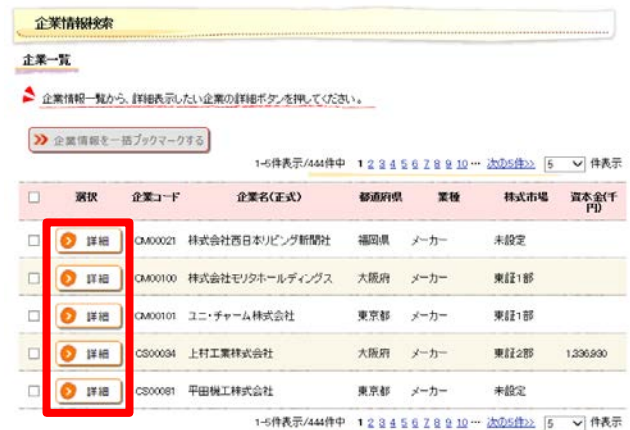 企業情報検索
企業一覧
企業情報一覧から、詳細表示したい企業の詳細ボタンを押してください。
企業情報を一括ブックマークする
1-5件表示/444件中 1 2 3 4 5 6 7 8 9 10 … 次の5件>> 5 件表示
選択 企業コード 企業名(正式) 都道府県 業種 株式市場 資本金(千円)
詳細 CM00021 株式会社西日本リビング新聞社 福岡県 メーカー 未設定
詳細 CM00100 株式会社モリタホールディングス 大阪府 メーカー 東証1部
詳細 CM00101 ユニ・チャーム株式会社 東京都 メーカー 東証1部
詳細 CS00034 上村工業株式会社 大阪府 メーカー 東証2部 1,336,930
詳細 CS00081 平田機工株式会社 東京都 メーカー 未設定
1-5件表示/444件中 1 2 3 4 5 6 7 8 9 10 … 次の5件>> 5 件表示